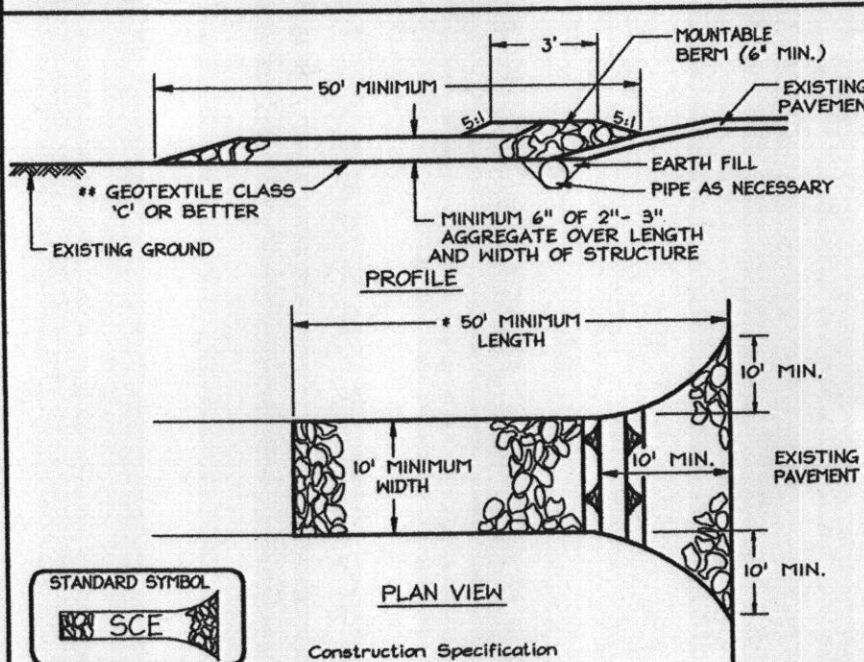 3'
MOUNTABLE
BERM (6" MIN.)
50' MINIMUM
EXISTING
PAVEMENT
5:1
5:1
EARTH FILL
** GEOTEXTILE CLASS
'C' OR BETTER
PIPE AS NECESSARY
MINIMUM 6" OF 2"- 3"
AGGREGATE OVER LENGTH
AND WIDTH OF STRUCTURE
EXISTING GROUND
PROFILE
* 50' MINIMUM
LENGTH
10' MIN.
10' MINIMUM
WIDTH
10' MIN.
EXISTING
PAVEMENT
10' MIN.
STANDARD SYMBOL
SCE
PLAN VIEW
Construction Specification